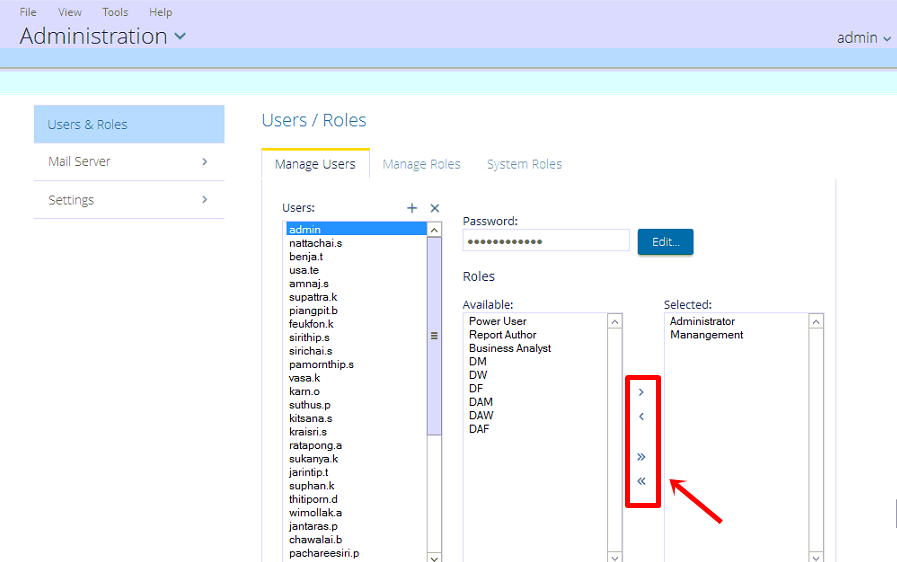 File View Tools Help
Administration
admin
Users & Roles
Mail Server
Settings
Users / Roles
Manage Users Manage Roles System Roles
Users:
admin
nattachai.s
benja.t
usa.te
amnaj.s
supattra.k
piangpit.b
feukfon.k
sirithip.s
sirichai.s
pamornthip.s
vasa.k
karn.o
suthus.p
kitsana.s
kraisri.s
ratapong.a
sukanya.k
jarintip.t
suphan.k
thitiporn.d
wimollak.a
jantaras.p
chawalai.b
pachareesiri.p
Password:
Edit...
Roles
Available:
Power User
Report Author
Business Analyst
DM
DW
DF
DAM
DAW
DAF
Selected:
Administrator
Manangement